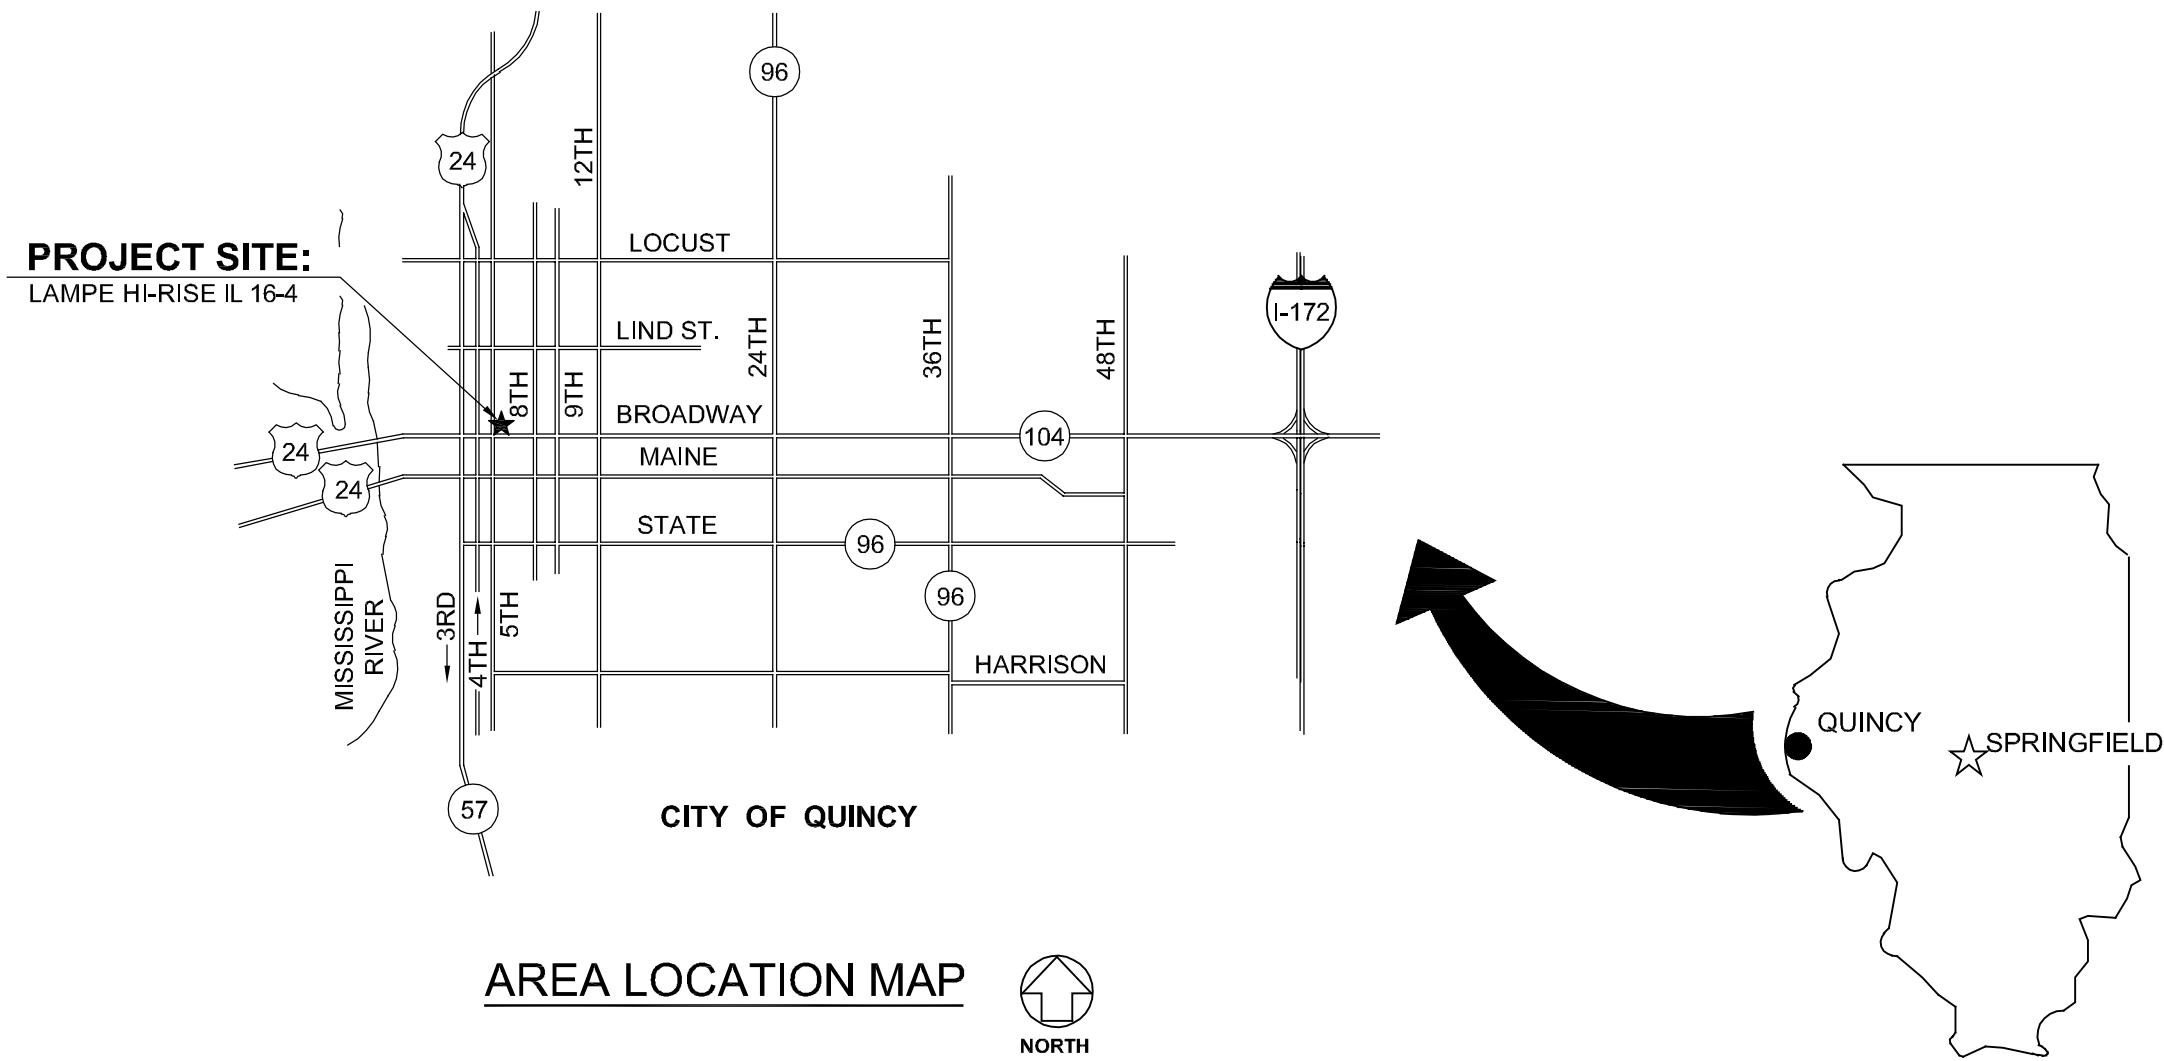 96
24
12TH
PROJECT SITE:
LAMPE HI-RISE IL 16-4
LOCUST
I-172
LIND ST.
24TH
36TH
48TH
8TH
9TH
BROADWAY
104
24
MAINE
24
STATE
96
96
MISSISSIPPI
RIVER
3RD
4TH
5TH
HARRISON
57
CITY OF QUINCY
QUINCY
SPRINGFIELD
AREA LOCATION MAP
NORTH